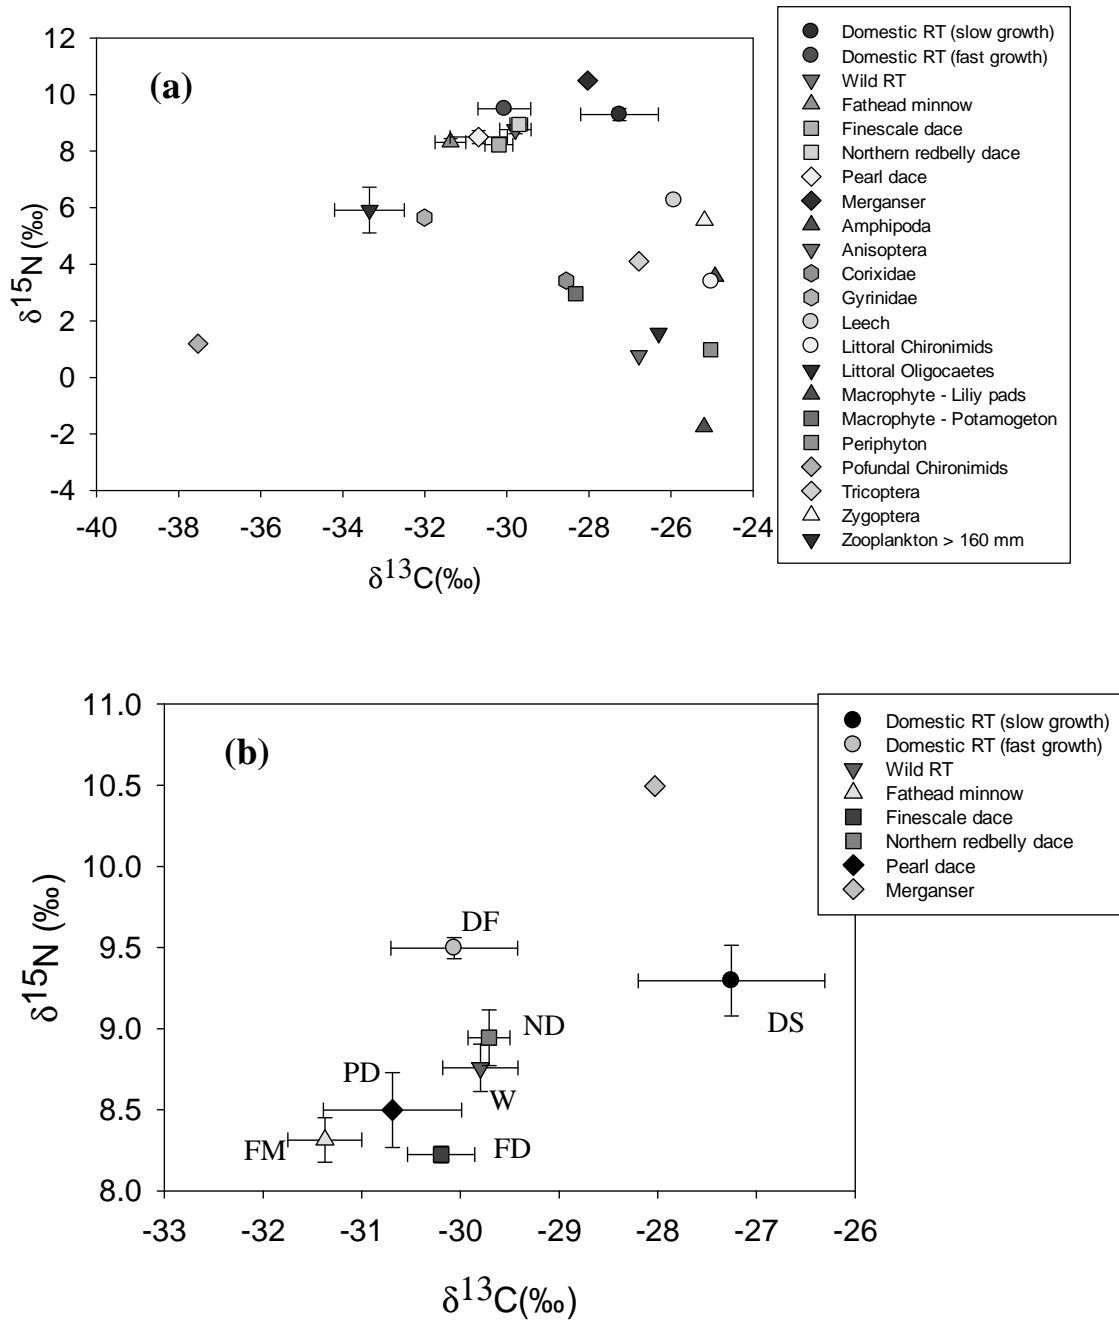 (a)
12
10
8
6
4
2
0
-2
-4
-40 -38 -36 -34 -32 -30 -28 -26 -24
δ15N (‰)
δ13C(‰)
Domestic RT (slow growth)
Domestic RT (fast growth)
Wild RT
Fathead minnow
Finescale dace
Northern redbelly dace
Pearl dace
Merganser
Amphipoda
Anisoptera
Corixidae
Gyrinidae
Leech
Littoral Chironimids
Littoral Oligocaetes
Macrophyte - Liliy pads
Macrophyte - Potamogeton
Periphyton
Pofundal Chironimids
Tricoptera
Zygoptera
Zooplankton > 160 mm
(b)
11.0
10.5
10.0
9.5
9.0
8.5
8.0
-33 -32 -31 -30 -29 -28 -27 -26
δ15N (‰)
δ13C(‰)
DF
ND
DS
PD
W
FM
FD
Domestic RT (slow growth)
Domestic RT (fast growth)
Wild RT
Fathead minnow
Finescale dace
Northern redbelly dace
Pearl dace
Merganser